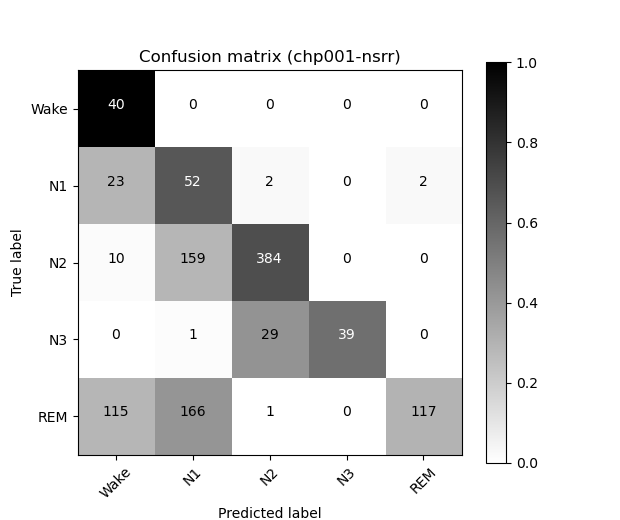 Confusion matrix (chp001-nsrr)
1.0
Wake 40 0 0 0 0
0.8
N1 23 52 2 0 2
0.6
True label
N2 10 159 384 0 0
0.4
N3 0 1 29 39 0
0.2
REM 115 166 1 0 117
0.0
Wake N1 N2 N3 REM
Predicted label